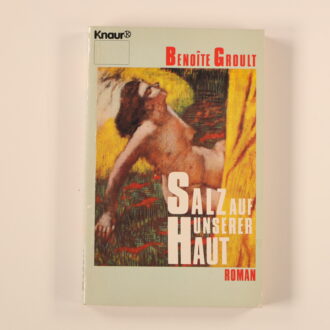 Knaur®
BENOÎTE GROULT
SALZ AUF
UNSERER
HAUT
ROMAN